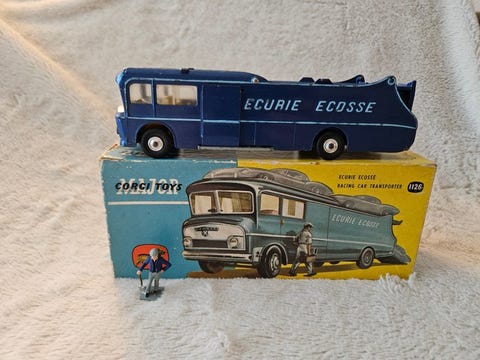 ECURIE ECOSSE
MAJOR
CORGI TOYS
ECURIE ECOSSE
RACING CAR TRANSPORTER
1126
ECURIE ECOSSE